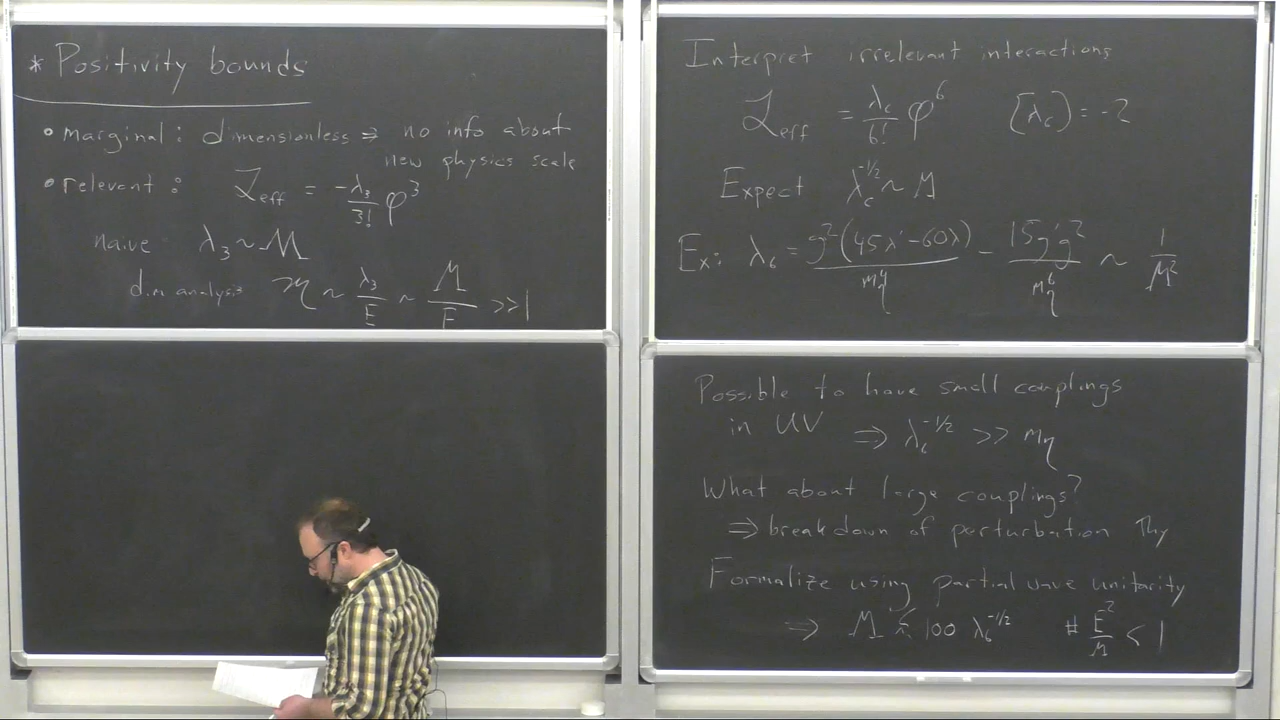 * Positivity bounds
• marginal: dimensionless ⇒ no info about
new physics scale
• relevant: ℒ_eff = -λ₃/3! φ³
naive: λ₃ ~ M
dim analysis ℳ ~ λ₃/E ~ M/E >> 1
Interpret irrelevant interactions
ℒ_eff = λ₆/6! φ⁶ [λ₆] = -2
Expect λ₆^{-1/2} ~ M
Ex: λ₆ = g²(45λ' - 60λ)/m_η⁴ - 15g'g²/m_η⁶ ~ 1/M²
Possible to have small couplings
in UV ⇒ λ₆^{-1/2} >> m_η
What about large couplings?
⇒ breakdown of perturbation Thy
Formalize using partial wave unitarity
⇒ M ≲ 100 λ₆^{-1/2} # E²/M < 1